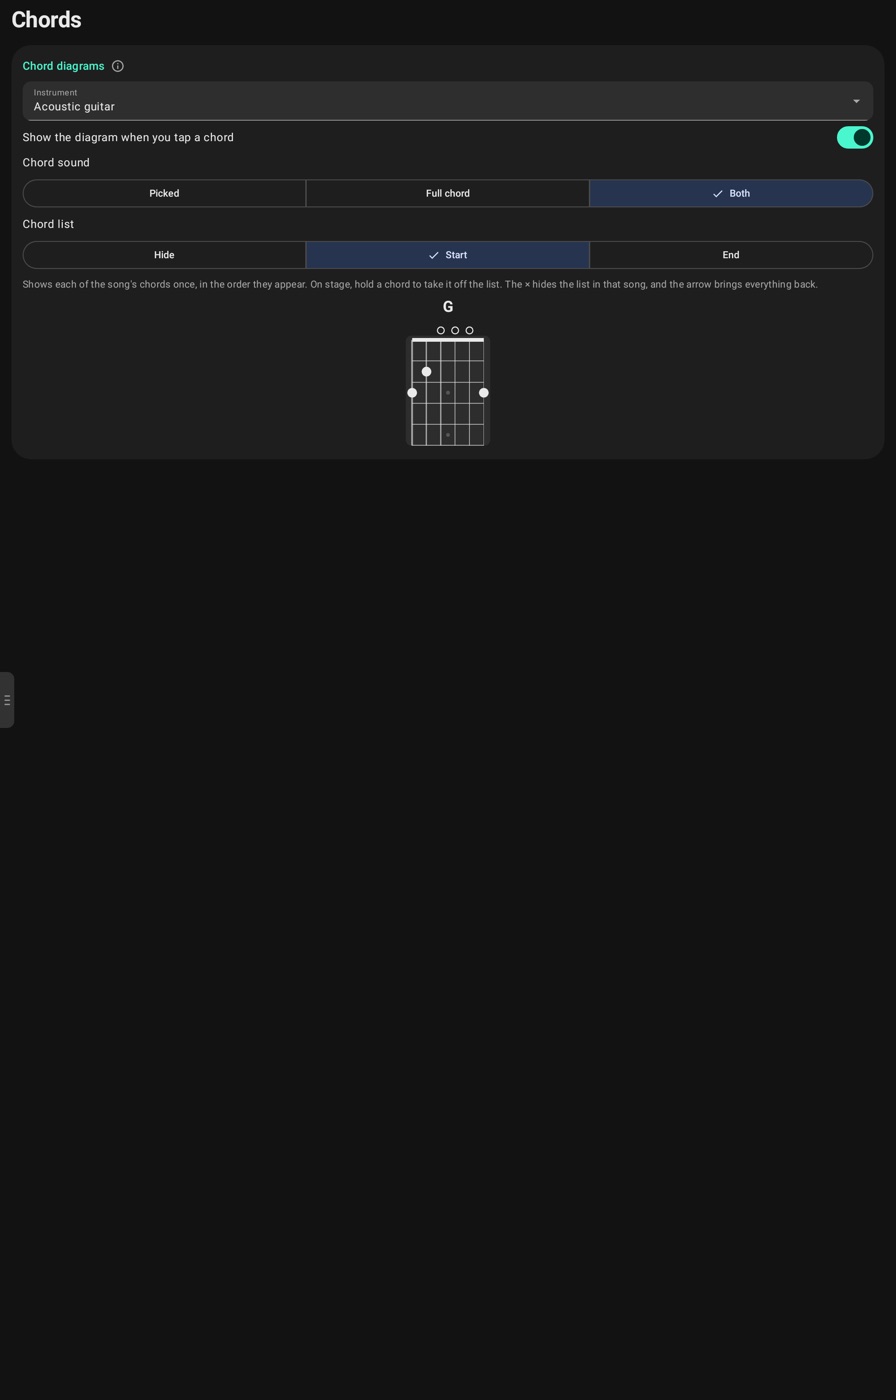 Chords
Chord diagrams
Instrument
Acoustic guitar
Show the diagram when you tap a chord
Chord sound
Picked
Full chord
Both
Chord list
Hide
Start
End
Shows each of the song's chords once, in the order they appear. On stage, hold a chord to take it off the list. The × hides the list in that song, and the arrow brings everything back.
G